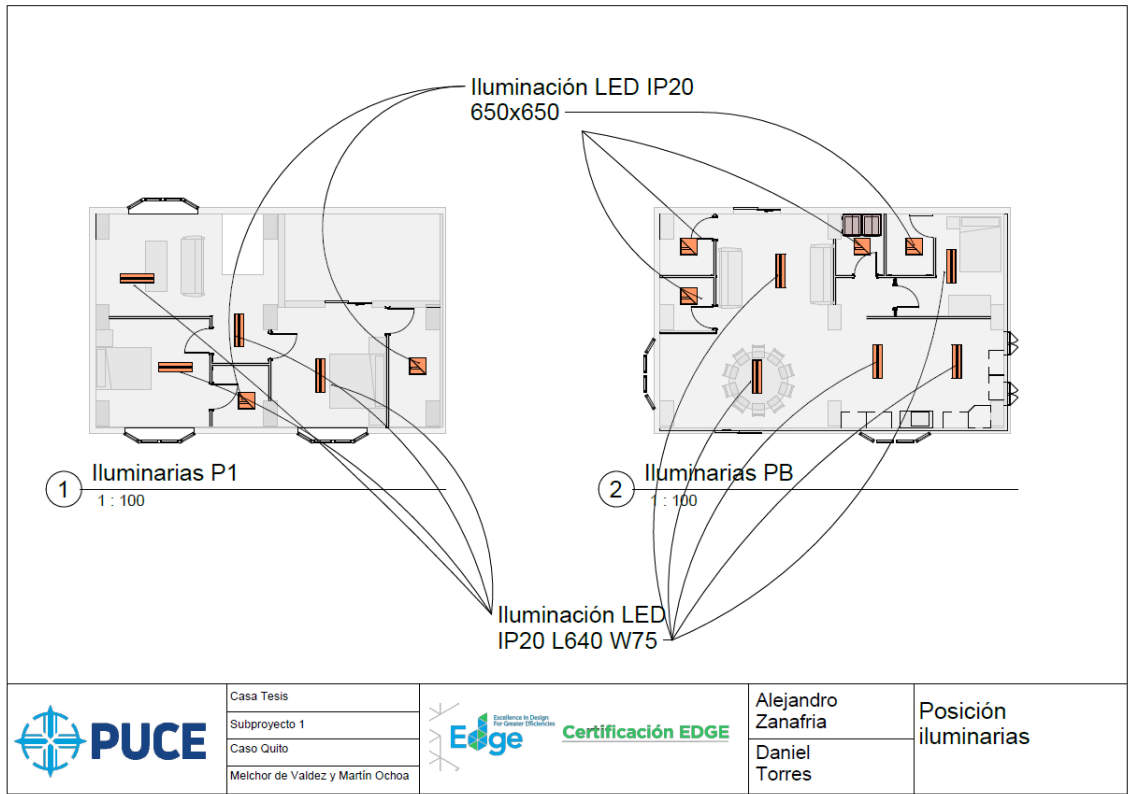 Iluminación LED IP20
650x650
1
Iluminarias P1
1 : 100
2
Iluminarias PB
1 : 100
Iluminación LED
IP20 L640 W75
PUCE
Casa Tesis
Subproyecto 1
Caso Quito
Melchor de Valdez y Martín Ochoa
Edge
Excellence In Design
For Greater Efficiencies
Certificación EDGE
Alejandro
Zanafria
Daniel
Torres
Posición
iluminarias